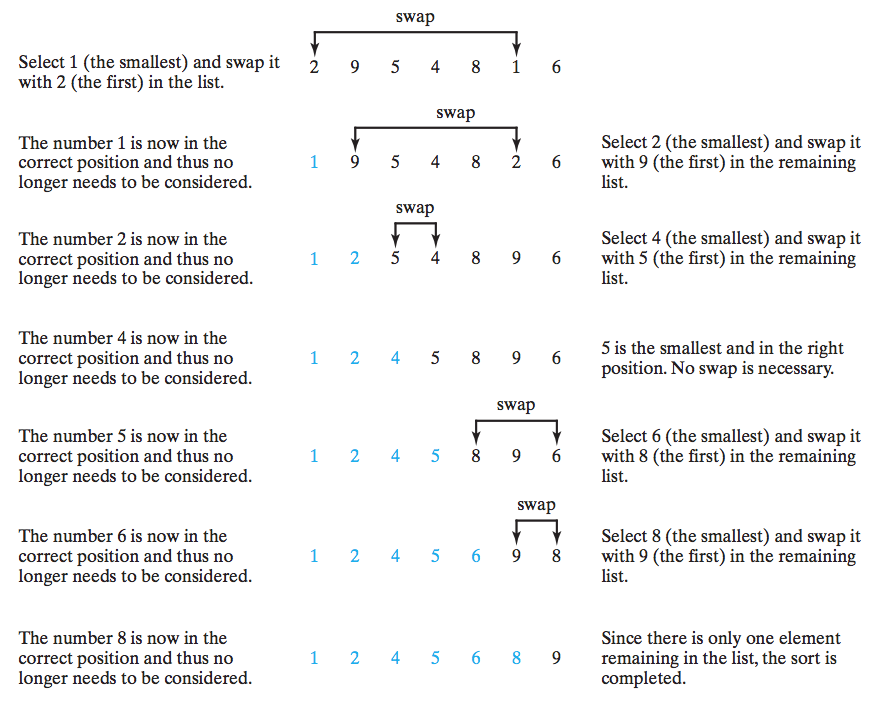 swap
Select 1 (the smallest) and swap it
with 2 (the first) in the list.
2 9 5 4 8 1 6
swap
The number 1 is now in the
correct position and thus no
longer needs to be considered.
1 9 5 4 8 2 6
Select 2 (the smallest) and swap it
with 9 (the first) in the remaining
list.
swap
The number 2 is now in the
correct position and thus no
longer needs to be considered.
1 2 5 4 8 9 6
Select 4 (the smallest) and swap it
with 5 (the first) in the remaining
list.
The number 4 is now in the
correct position and thus no
longer needs to be considered.
1 2 4 5 8 9 6
5 is the smallest and in the right
position. No swap is necessary.
swap
The number 5 is now in the
correct position and thus no
longer needs to be considered.
1 2 4 5 8 9 6
Select 6 (the smallest) and swap it
with 8 (the first) in the remaining
list.
swap
The number 6 is now in the
correct position and thus no
longer needs to be considered.
1 2 4 5 6 9 8
Select 8 (the smallest) and swap it
with 9 (the first) in the remaining
list.
The number 8 is now in the
correct position and thus no
longer needs to be considered.
1 2 4 5 6 8 9
Since there is only one element
remaining in the list, the sort is
completed.